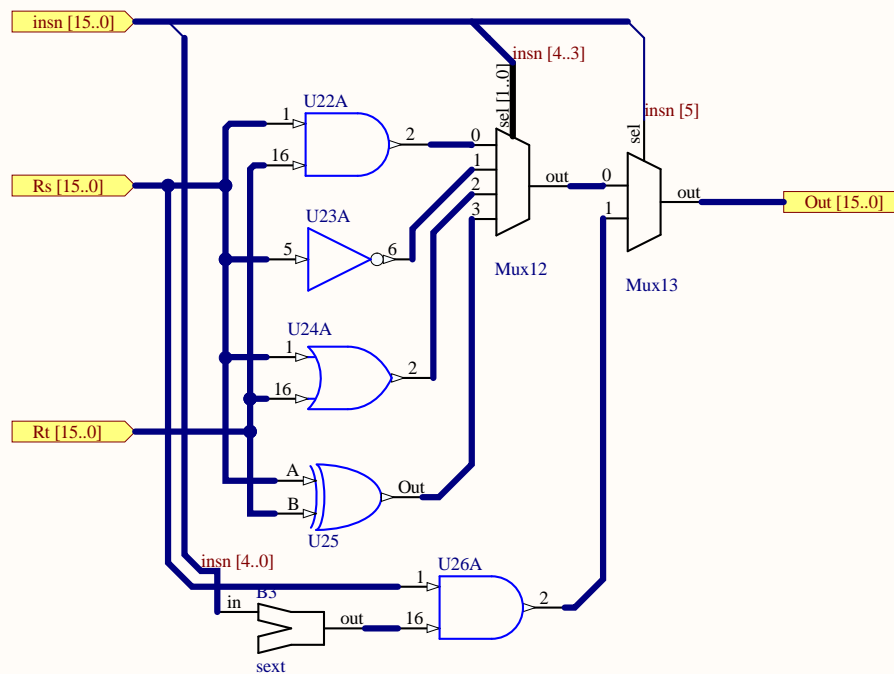 insn [15..0]
insn [4..3]
sel [1..0]
insn [5]
sel
U22A
1
2
16
0
1
2
3
out
0
1
out
Rs [15..0]
Out [15..0]
U23A
5
6
Mux12
Mux13
U24A
1
2
16
Rt [15..0]
A
Out
B
U25
insn [4..0]
U26A
1
2
16
B3
in
out
sext